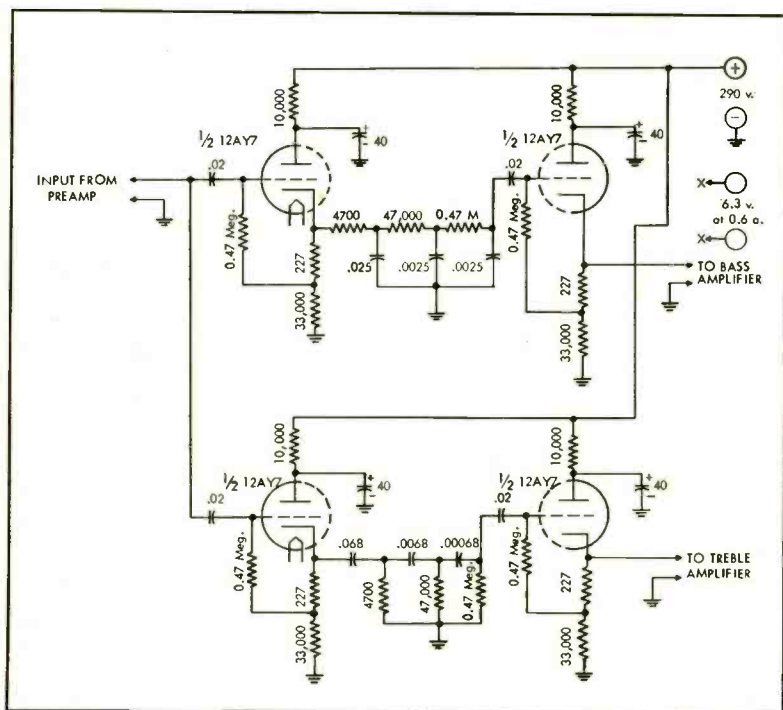 10,000
10,000
+
290 v.
−
½ 12AY7
+
− 40
½ 12AY7
+
− 40
INPUT FROM
PREAMP
.02
.02
4700
47,000
0.47 M
X
6.3 v.
at 0.6 a.
X
0.47 Meg.
227
.025
.0025
.0025
0.47 Meg.
TO BASS
AMPLIFIER
33,000
227
33,000
10,000
10,000
½ 12AY7
+
− 40
½ 12AY7
+
− 40
.02
.02
.068
.0068
.00068
TO TREBLE
AMPLIFIER
0.47 Meg.
227
4700
47,000
0.47 Meg.
0.47 Meg.
227
33,000
33,000